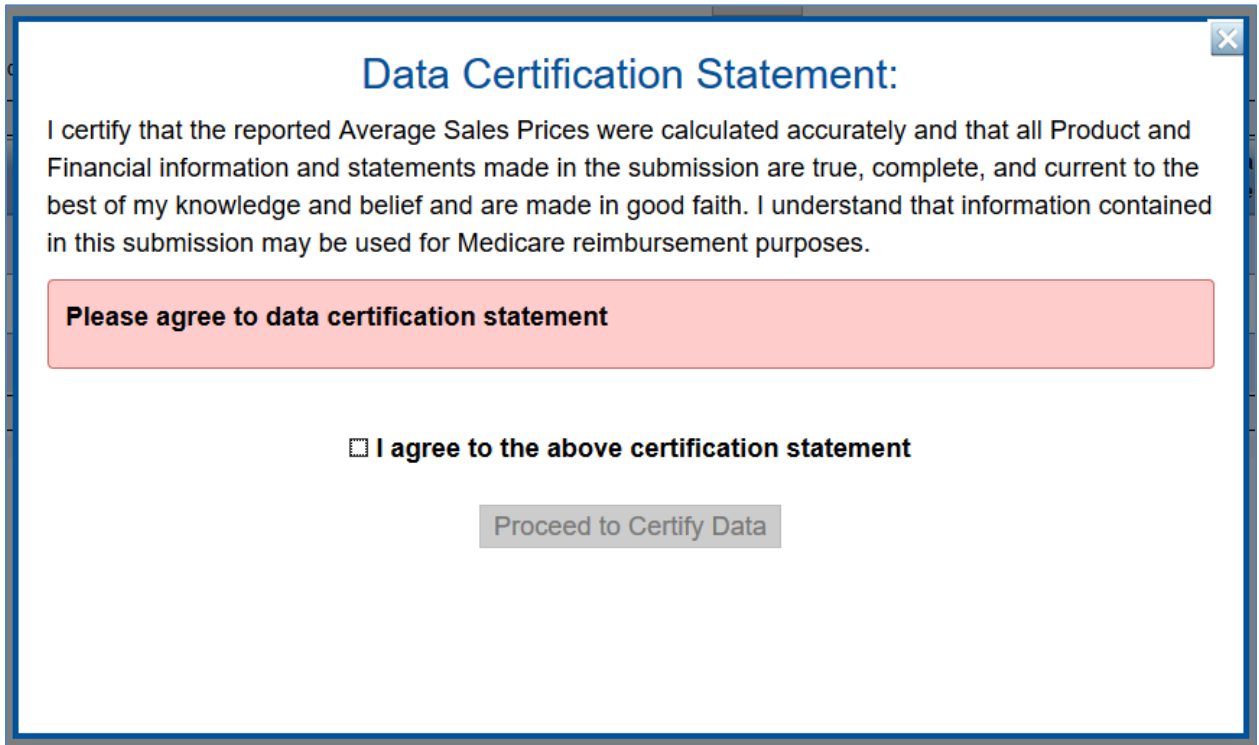 Data Certification Statement:
I certify that the reported Average Sales Prices were calculated accurately and that all Product and
Financial information and statements made in the submission are true, complete, and current to the
best of my knowledge and belief and are made in good faith. I understand that information contained
in this submission may be used for Medicare reimbursement purposes.
Please agree to data certification statement
I agree to the above certification statement
Proceed to Certify Data